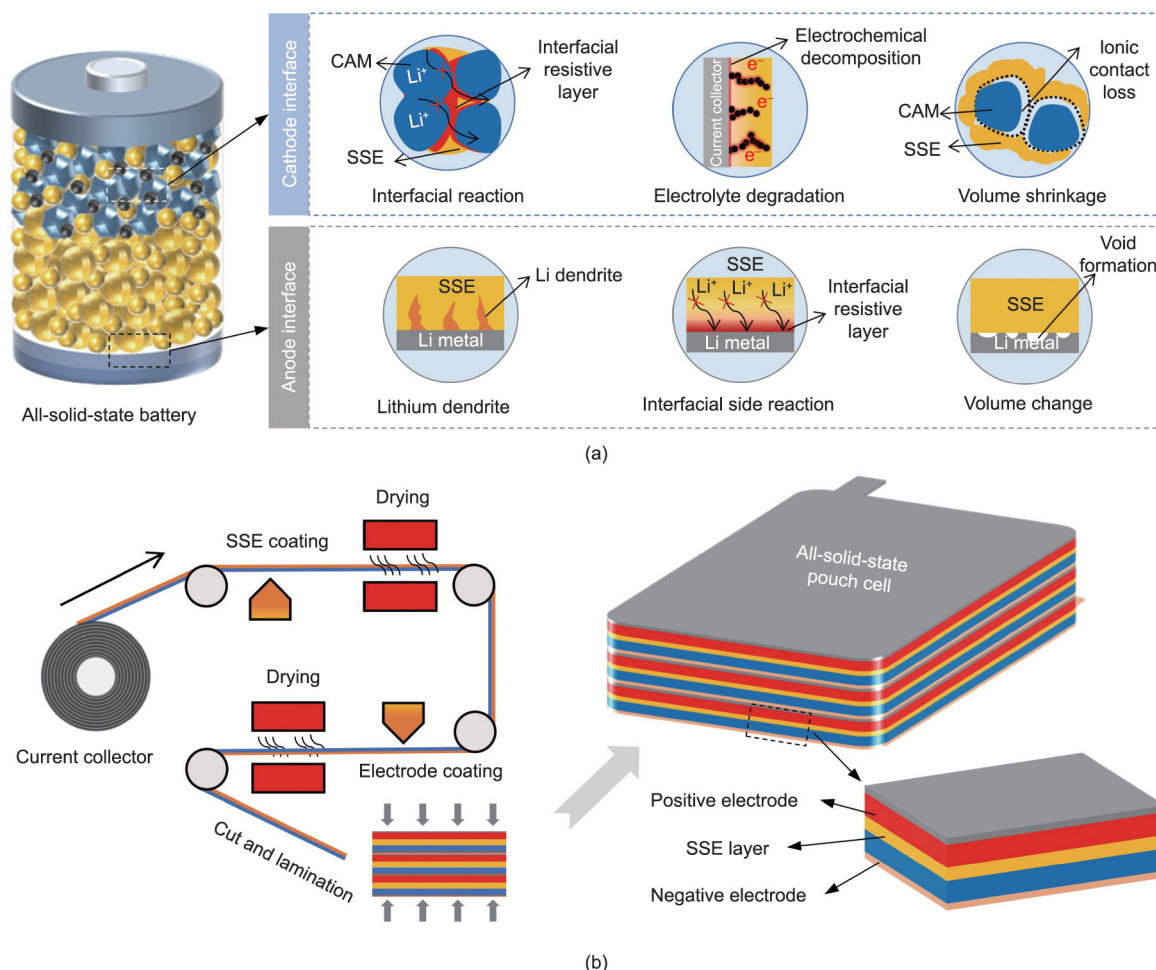 Cathode interface
CAM
Li⁺
Li⁺
SSE
Interfacial
resistive
layer
Interfacial reaction
Current collector
Electrochemical
decomposition
e⁻
e⁻
e⁻
Electrolyte degradation
Ionic
contact
loss
CAM
SSE
Volume shrinkage
All-solid-state battery
Anode interface
SSE
Li dendrite
Li metal
Lithium dendrite
SSE
Li⁺ Li⁺ Li⁺
Interfacial
resistive
layer
Li metal
Interfacial side reaction
Void
formation
SSE
Li metal
Volume change
(a)
Current collector
SSE coating
Drying
Drying
Electrode coating
Cut and lamination
All-solid-state
pouch cell
Positive electrode
SSE layer
Negative electrode
(b)